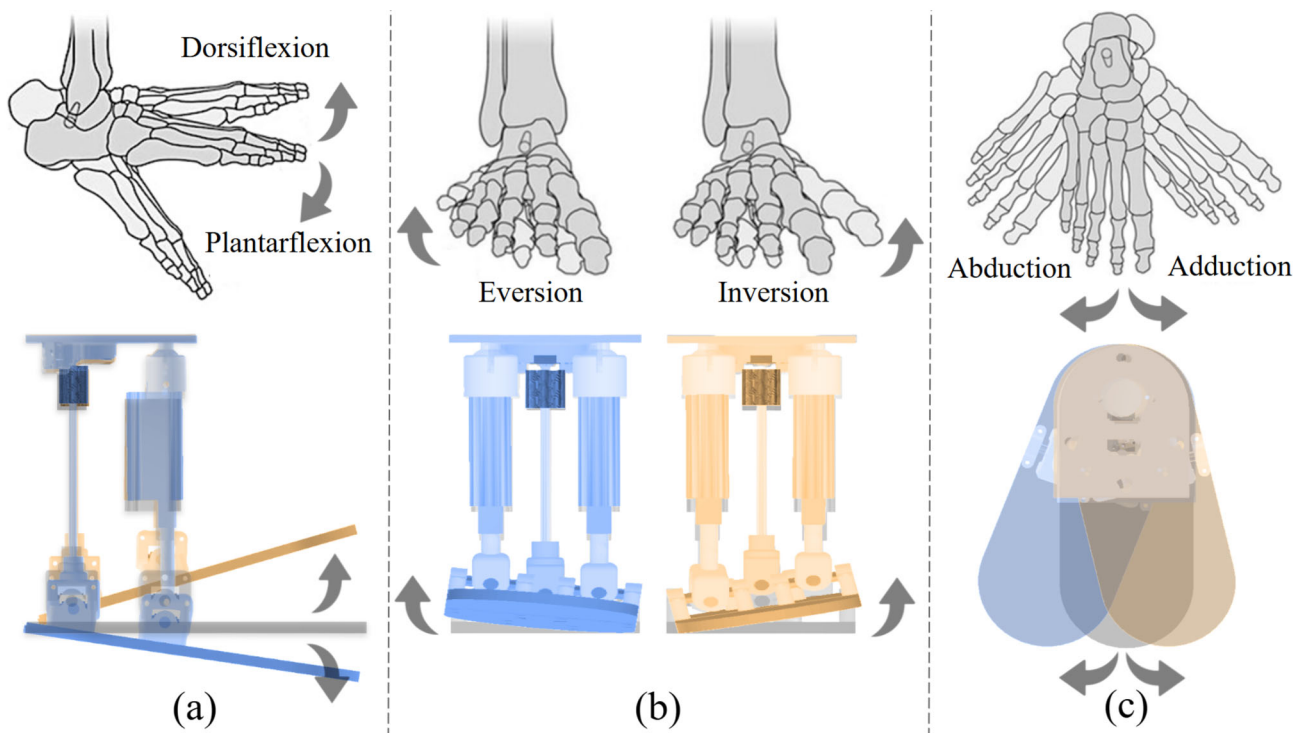 Dorsiflexion
Plantarflexion
Eversion
Inversion
Abduction
Adduction
(a)
(b)
(c)